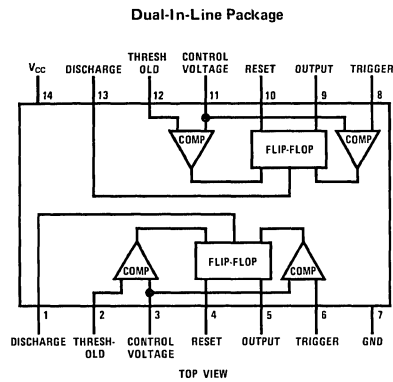 Dual-In-Line Package
THRESH CONTROL
VCC DISCHARGE OLD VOLTAGE RESET OUTPUT TRIGGER
14 13 12 11 10 9 8
COMP FLIP-FLOP COMP
COMP FLIP-FLOP COMP
1 2 3 4 5 6 7
DISCHARGE THRESH- CONTROL RESET OUTPUT TRIGGER GND
OLD VOLTAGE
TOP VIEW